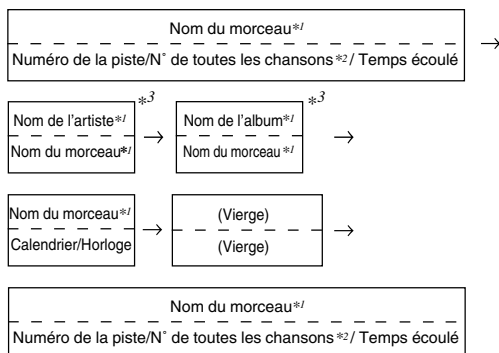 Nom du morceau*1
Numéro de la piste/N° de toutes les chansons*2/ Temps écoulé
*3 *3
Nom de l'artiste*1 → Nom de l'album*1 →
Nom du morceau*1 Nom du morceau*1
Nom du morceau*1 → (Vierge) →
Calendrier/Horloge (Vierge)
Nom du morceau*1
Numéro de la piste/N° de toutes les chansons*2/ Temps écoulé